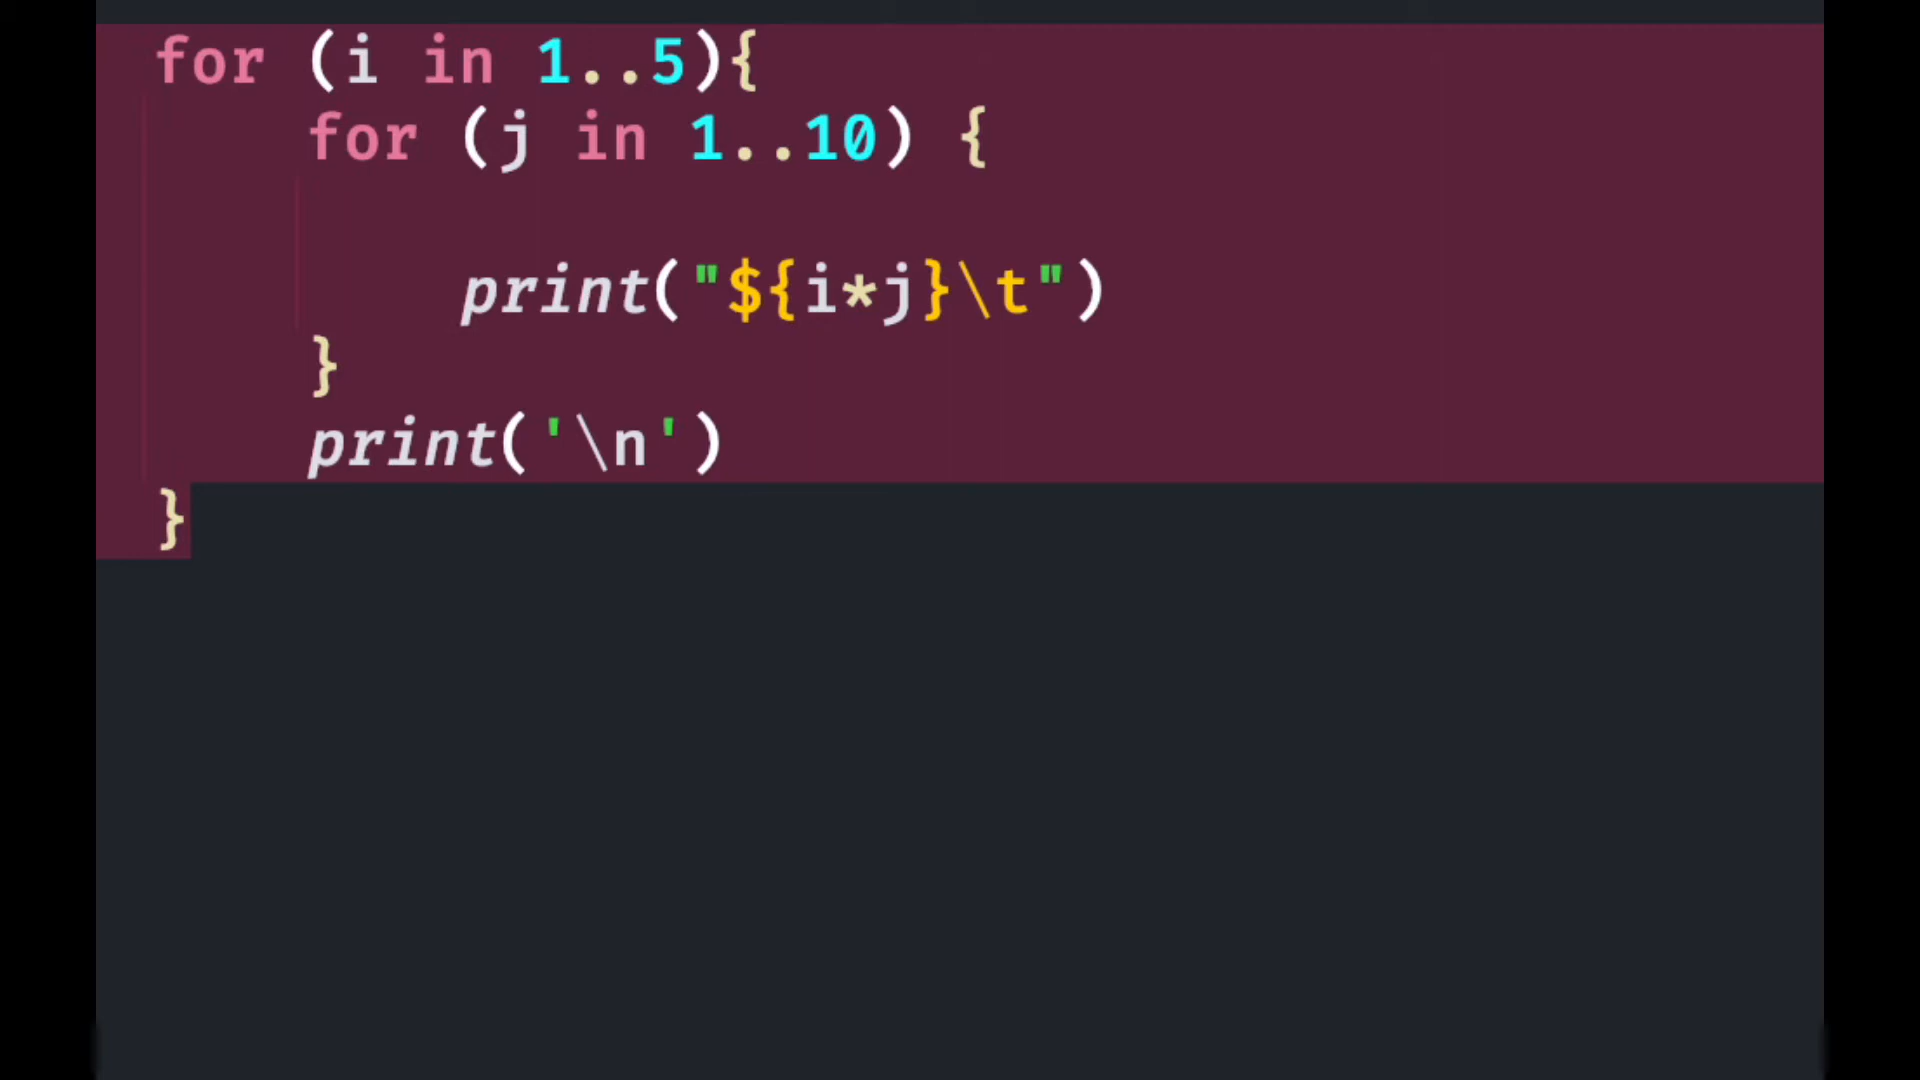 for (i in 1..5){
for (j in 1..10) {
print("${i*j}\t")
}
print('\n')
}